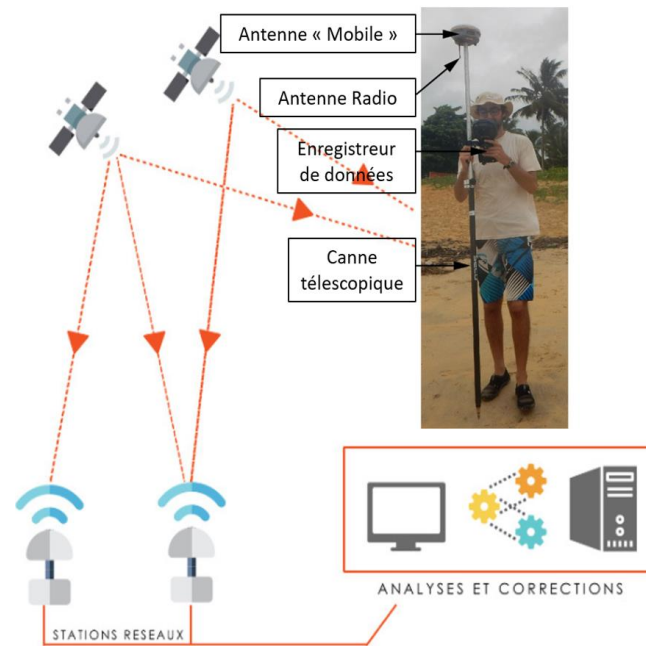 Antenne « Mobile »
Antenne Radio
Enregistreur
de données
Canne
télescopique
ANALYSES ET CORRECTIONS
STATIONS RESEAUX